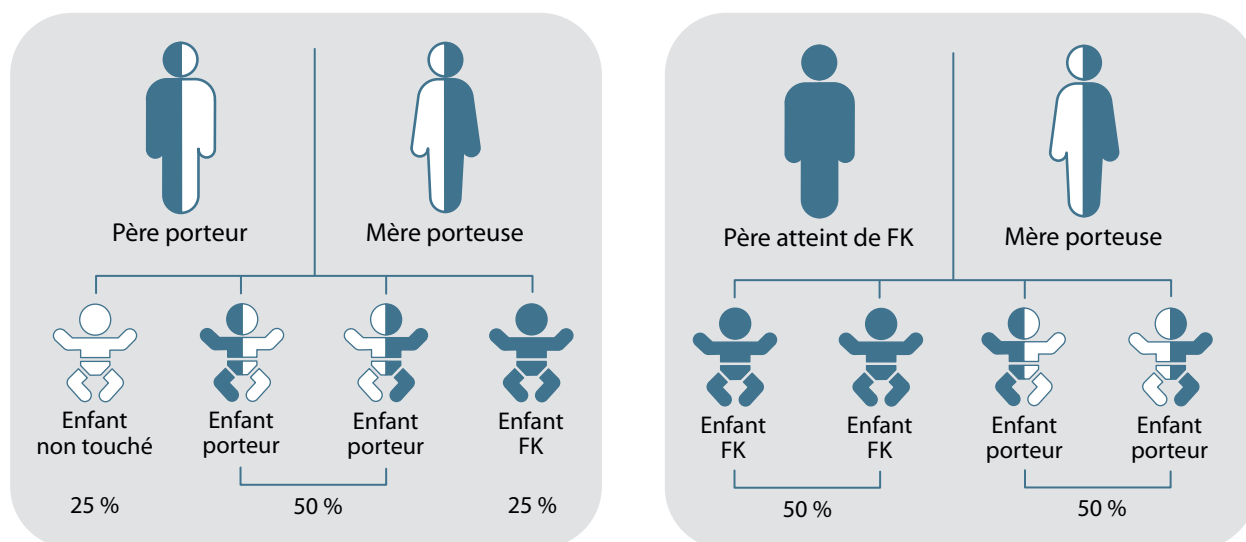 Père porteur
Mère porteuse
Enfant
non touché
Enfant
porteur
Enfant
porteur
Enfant
FK
25 %
50 %
25 %
Père atteint de FK
Mère porteuse
Enfant
FK
Enfant
FK
Enfant
porteur
Enfant
porteur
50 %
50 %